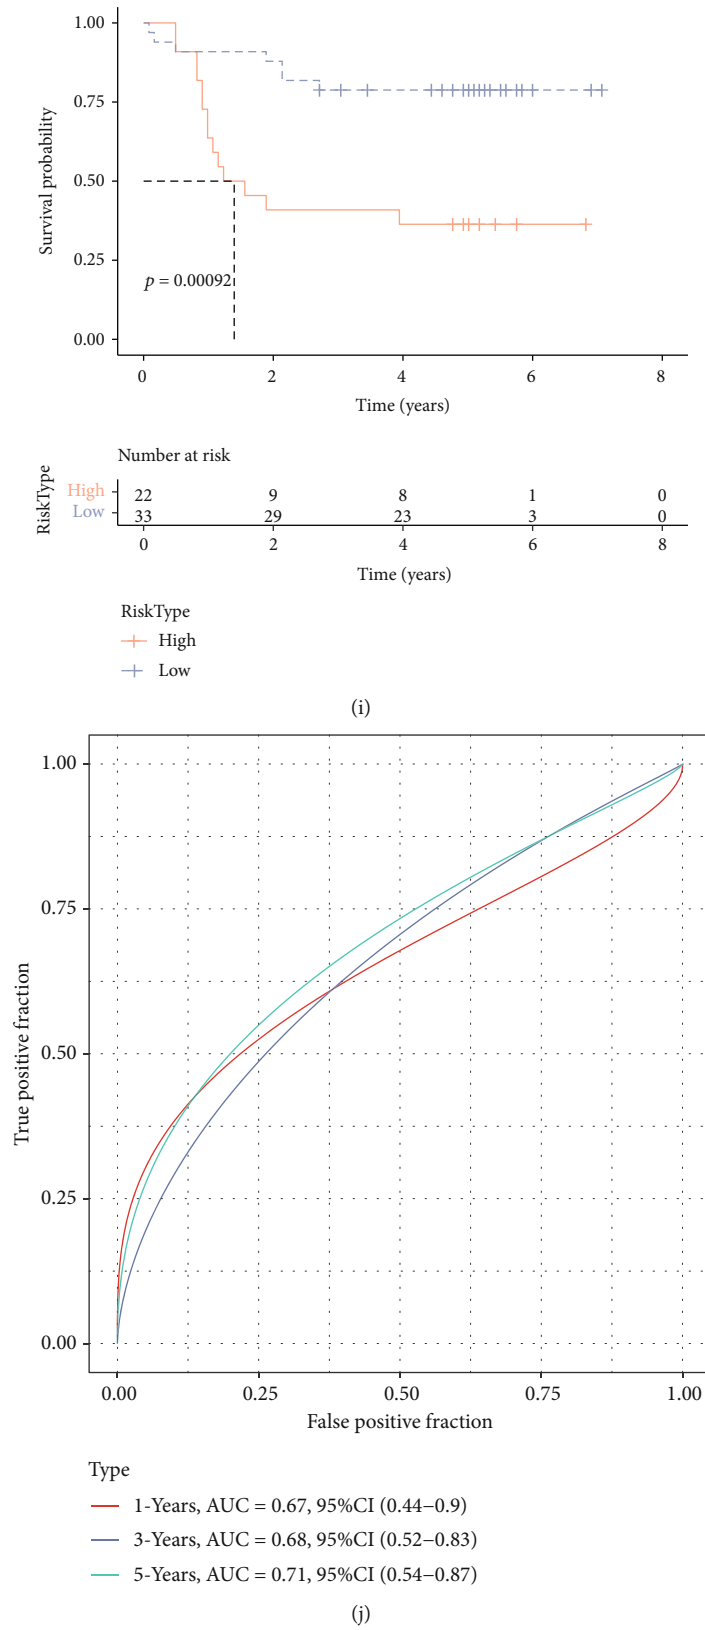 1.00
0.75
0.50
0.25
0.00
Survival probability
p = 0.00092
0 2 4 6 8
Time (years)
Number at risk
RiskType
High 22 9 8 1 0
Low 33 29 23 3 0
0 2 4 6 8
Time (years)
RiskType
High
Low
(i)
1.00
0.75
0.50
0.25
0.00
True positive fraction
0.00 0.25 0.50 0.75 1.00
False positive fraction
Type
1-Years, AUC = 0.67, 95%CI (0.44–0.9)
3-Years, AUC = 0.68, 95%CI (0.52–0.83)
5-Years, AUC = 0.71, 95%CI (0.54–0.87)
(j)